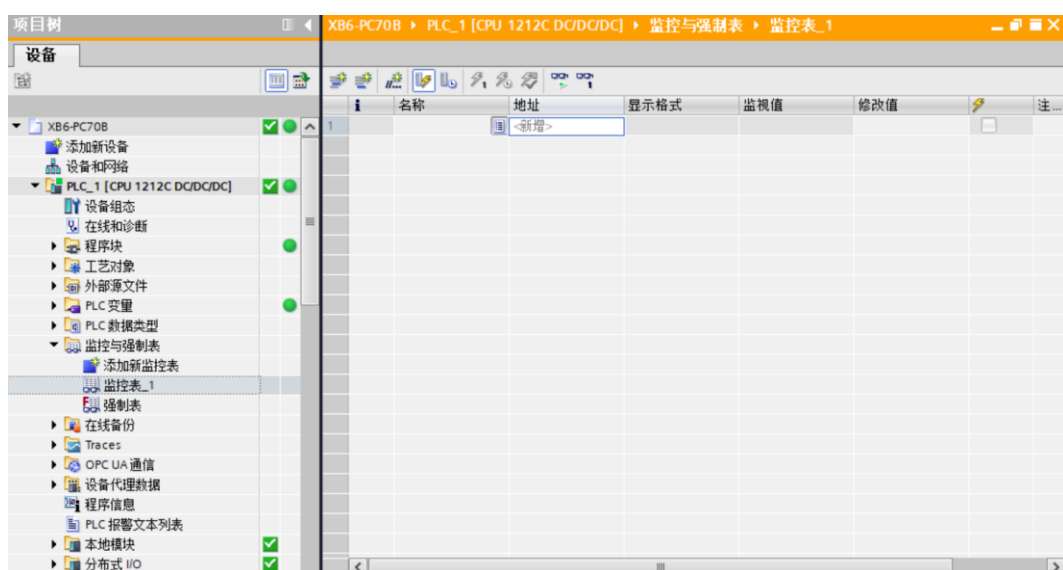 项目树
设备
XB6-PC70B
添加新设备
设备和网络
PLC_1 [CPU 1212C DC/DC/DC]
设备组态
在线和诊断
程序块
工艺对象
外部源文件
PLC 变量
PLC 数据类型
监控与强制表
添加新监控表
监控表_1
强制表
在线备份
Traces
OPC UA 通信
设备代理数据
程序信息
PLC 报警文本列表
本地模块
分布式 I/O
XB6-PC70B ▸ PLC_1 [CPU 1212C DC/DC/DC] ▸ 监控与强制表 ▸ 监控表_1
i 名称 地址 显示格式 监视值 修改值 注...
1 <新增>